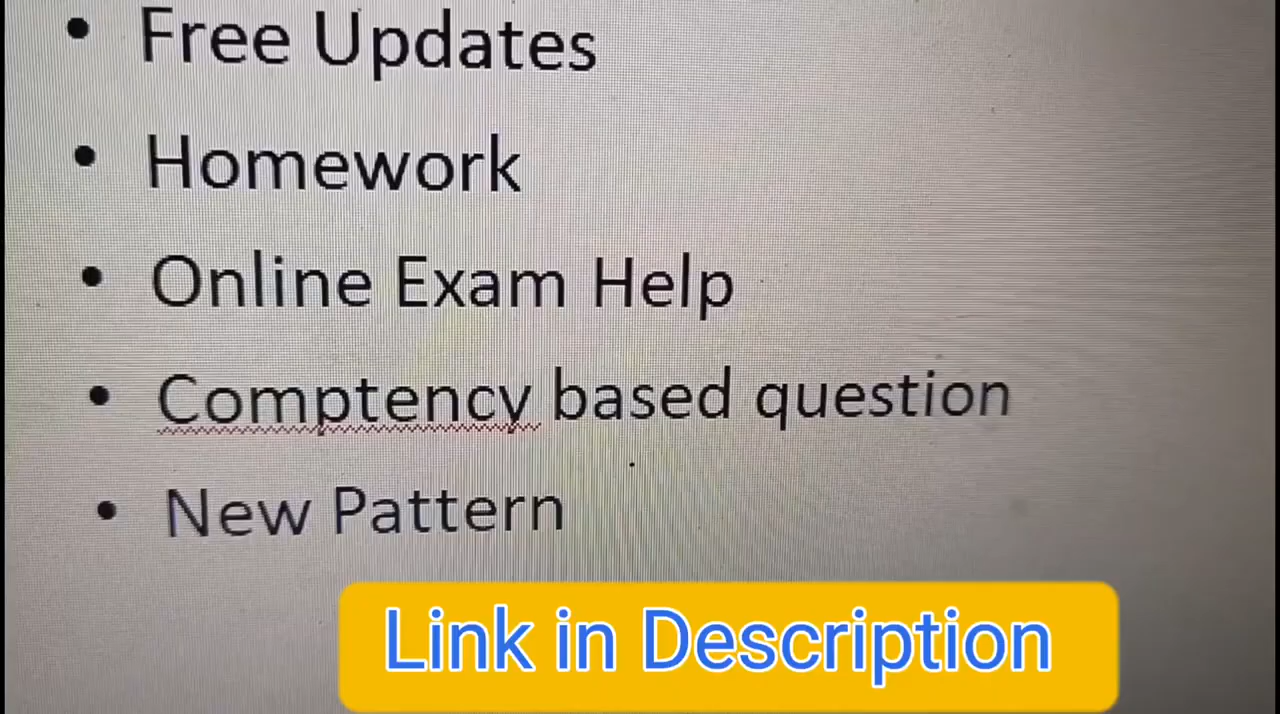 • Free Updates
• Homework
• Online Exam Help
• Comptency based question
• New Pattern
Link in Description